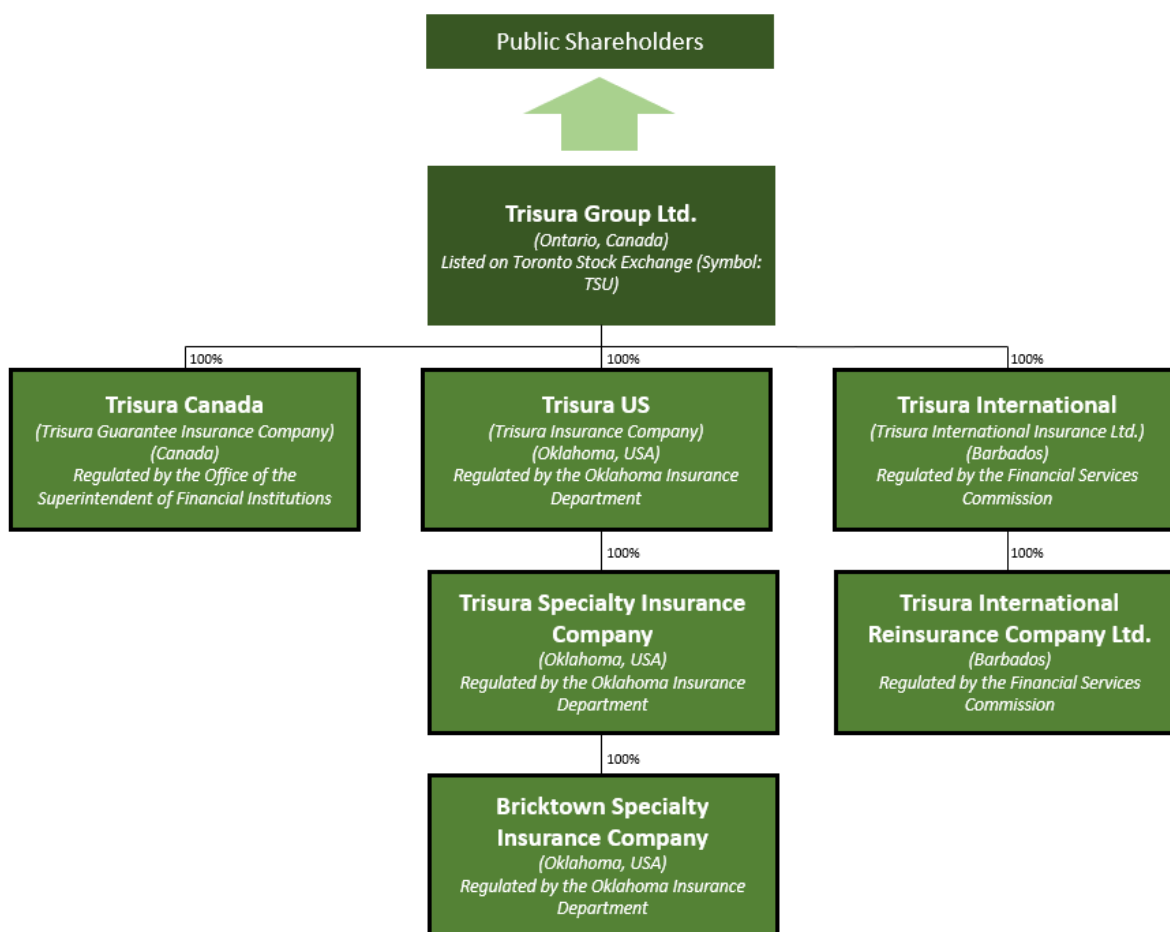 Public Shareholders
Trisura Group Ltd.
(Ontario, Canada)
Listed on Toronto Stock Exchange (Symbol:
TSU)
100%
100%
100%
Trisura Canada
(Trisura Guarantee Insurance Company)
(Canada)
Regulated by the Office of the
Superintendent of Financial Institutions
Trisura US
(Trisura Insurance Company)
(Oklahoma, USA)
Regulated by the Oklahoma Insurance
Department
Trisura International
(Trisura International Insurance Ltd.)
(Barbados)
Regulated by the Financial Services
Commission
100%
100%
Trisura Specialty Insurance
Company
(Oklahoma, USA)
Regulated by the Oklahoma Insurance
Department
Trisura International
Reinsurance Company Ltd.
(Barbados)
Regulated by the Financial Services
Commission
100%
Bricktown Specialty
Insurance Company
(Oklahoma, USA)
Regulated by the Oklahoma Insurance
Department